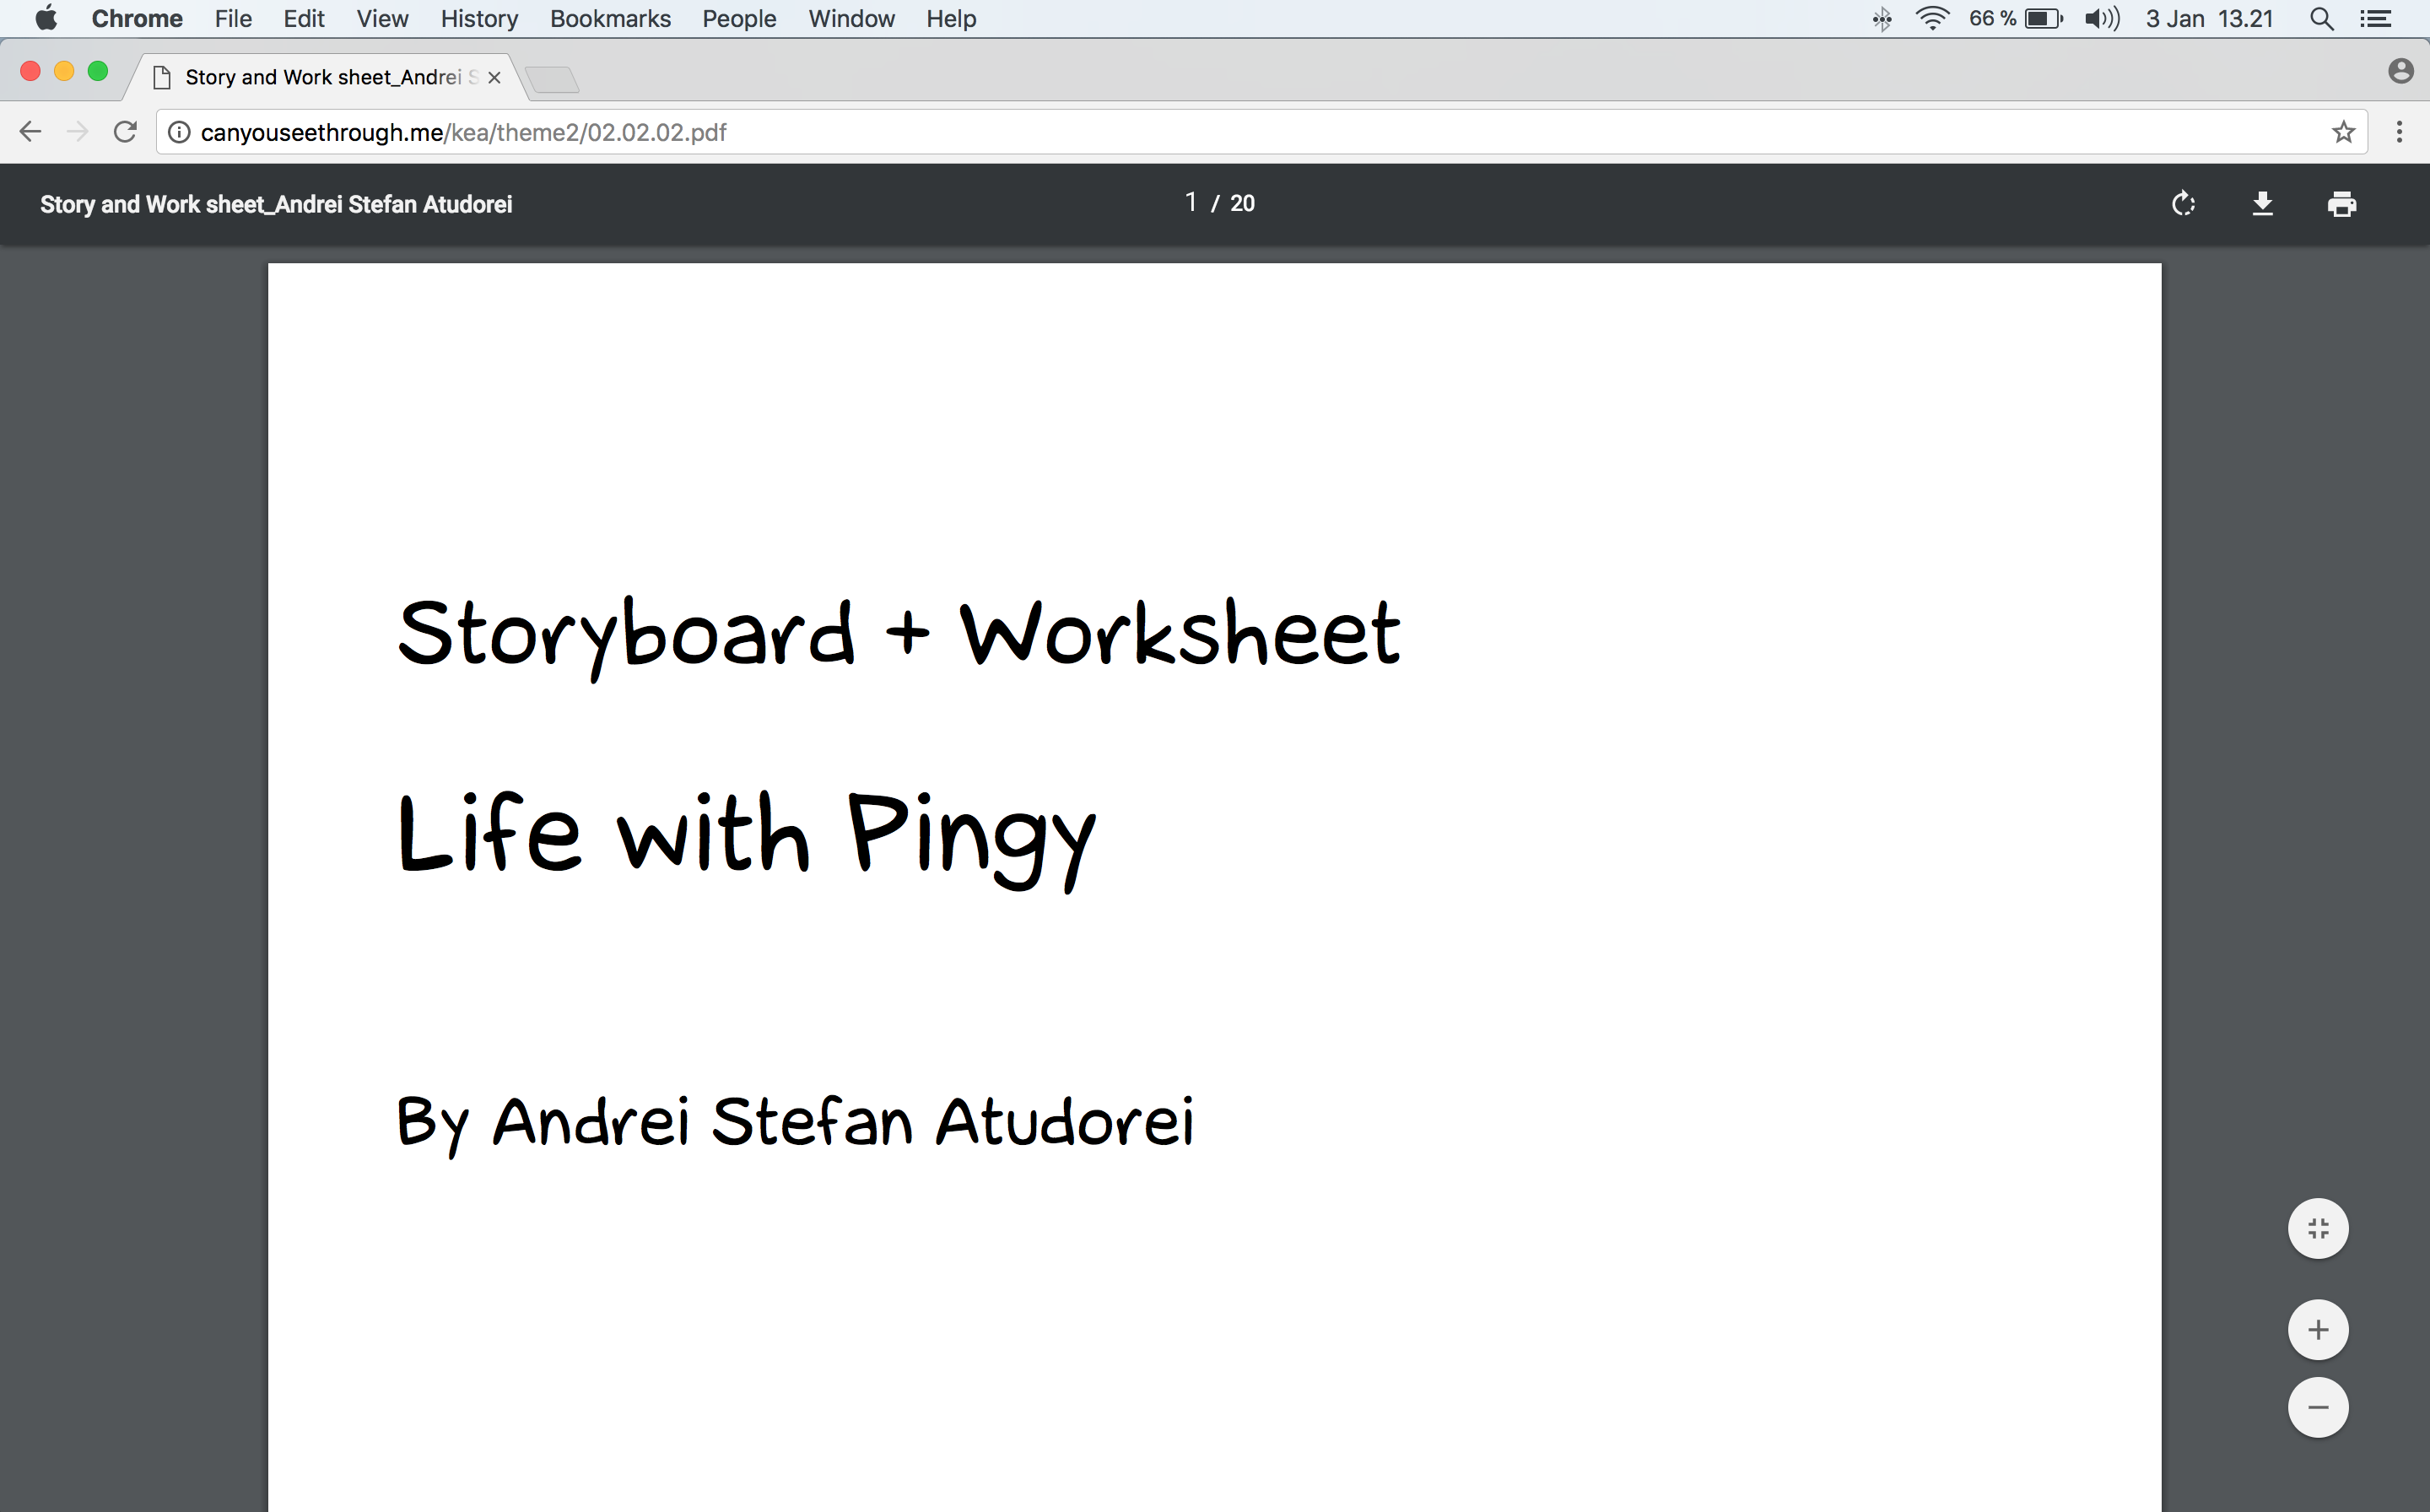 Chrome File Edit View History Bookmarks People Window Help 66 % 3 Jan 13.21
Story and Work sheet_Andrei S
canyouseethrough.me/kea/theme2/02.02.02.pdf
Story and Work sheet_Andrei Stefan Atudorei 1 / 20
Storyboard + Worksheet
Life with Pingy
By Andrei Stefan Atudorei